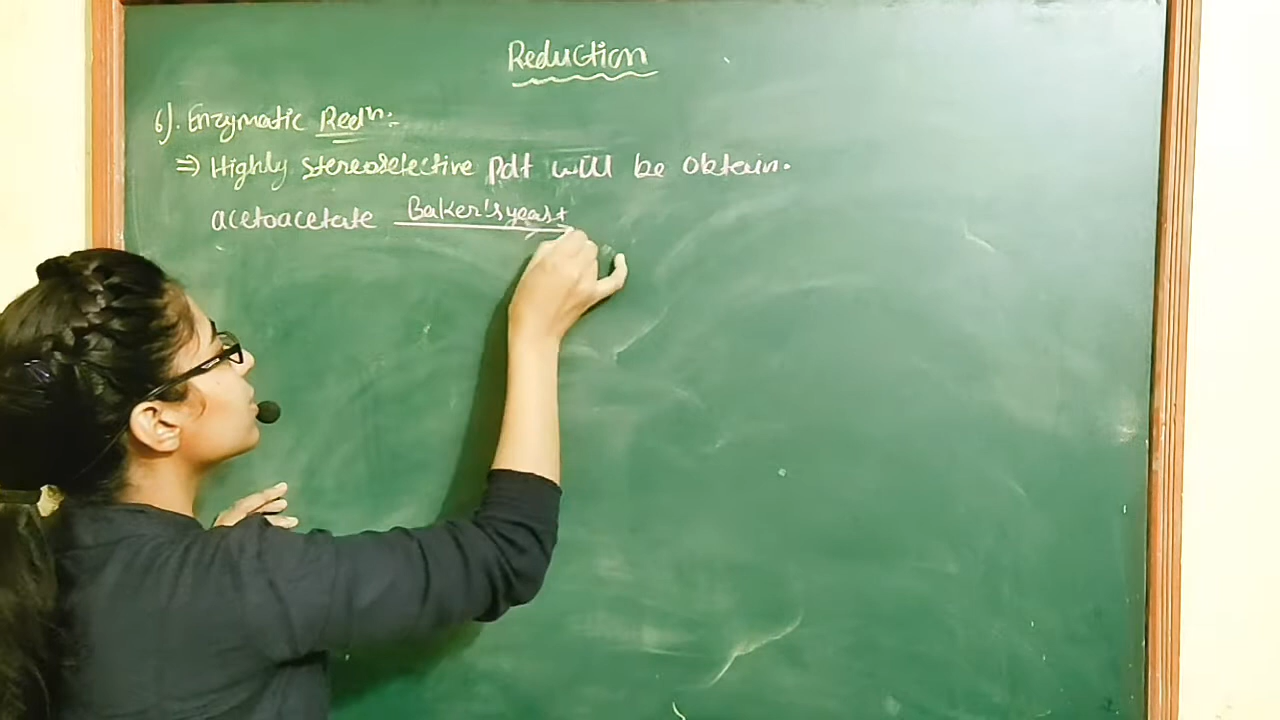 Reduction
6). Enzymatic Redⁿ:-
⇒ Highly stereoselective pdt will be obtain.
acetoacetate Baker's yeast →